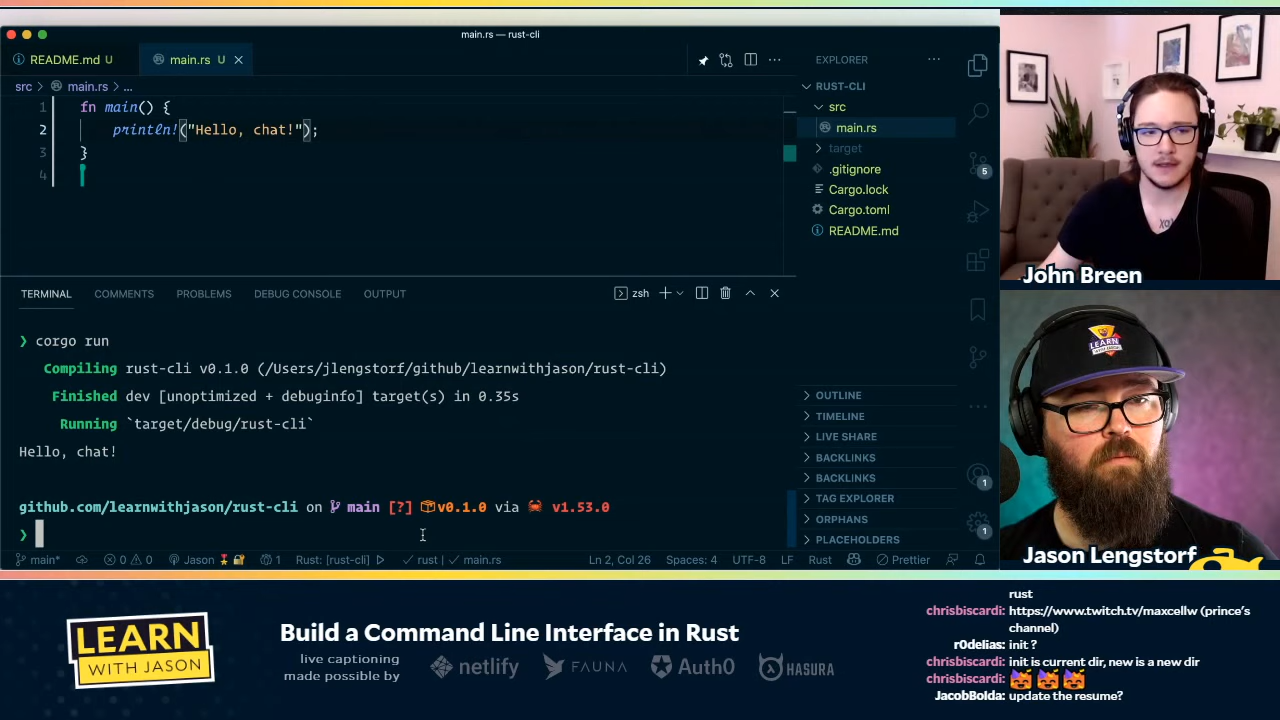 main.rs — rust-cli
README.md U
main.rs U
src > main.rs > ...
1 fn main() {
2 println!("Hello, chat!");
3 }
4
TERMINAL COMMENTS PROBLEMS DEBUG CONSOLE OUTPUT
zsh
❯ corgo run
Compiling rust-cli v0.1.0 (/Users/jlengstorf/github/learnwithjason/rust-cli)
Finished dev [unoptimized + debuginfo] target(s) in 0.35s
Running `target/debug/rust-cli`
Hello, chat!
github.com/learnwithjason/rust-cli on main [?] v0.1.0 via v1.53.0
❯
main* 0 0 Jason 1 Rust: [rust-cli] rust | main.rs Ln 2, Col 26 Spaces: 4 UTF-8 LF Rust Prettier
EXPLORER
RUST-CLI
src
main.rs
target
.gitignore
Cargo.lock
Cargo.toml
README.md
OUTLINE
TIMELINE
LIVE SHARE
BACKLINKS
BACKLINKS
TAG EXPLORER
ORPHANS
PLACEHOLDERS
5
1
1
John Breen
LEARN
WITH JASON
Jason Lengstorf
LEARN
WITH JASON
Build a Command Line Interface in Rust
live captioning
made possible by
netlify FAUNA Auth0 HASURA
rust
chrisbiscardi: https://www.twitch.tv/maxcellw (prince's
channel)
r0delias: init ?
chrisbiscardi: init is current dir, new is a new dir
chrisbiscardi:
JacobBolda: update the resume?